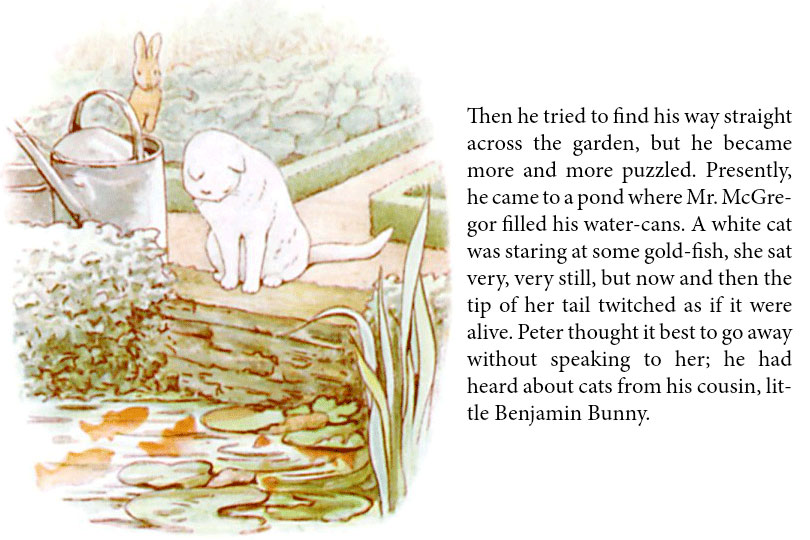 Then he tried to find his way straight
across the garden, but he became
more and more puzzled. Presently,
he came to a pond where Mr. McGre-
gor filled his water-cans. A white cat
was staring at some gold-fish, she sat
very, very still, but now and then the
tip of her tail twitched as if it were
alive. Peter thought it best to go away
without speaking to her; he had
heard about cats from his cousin, lit-
tle Benjamin Bunny.